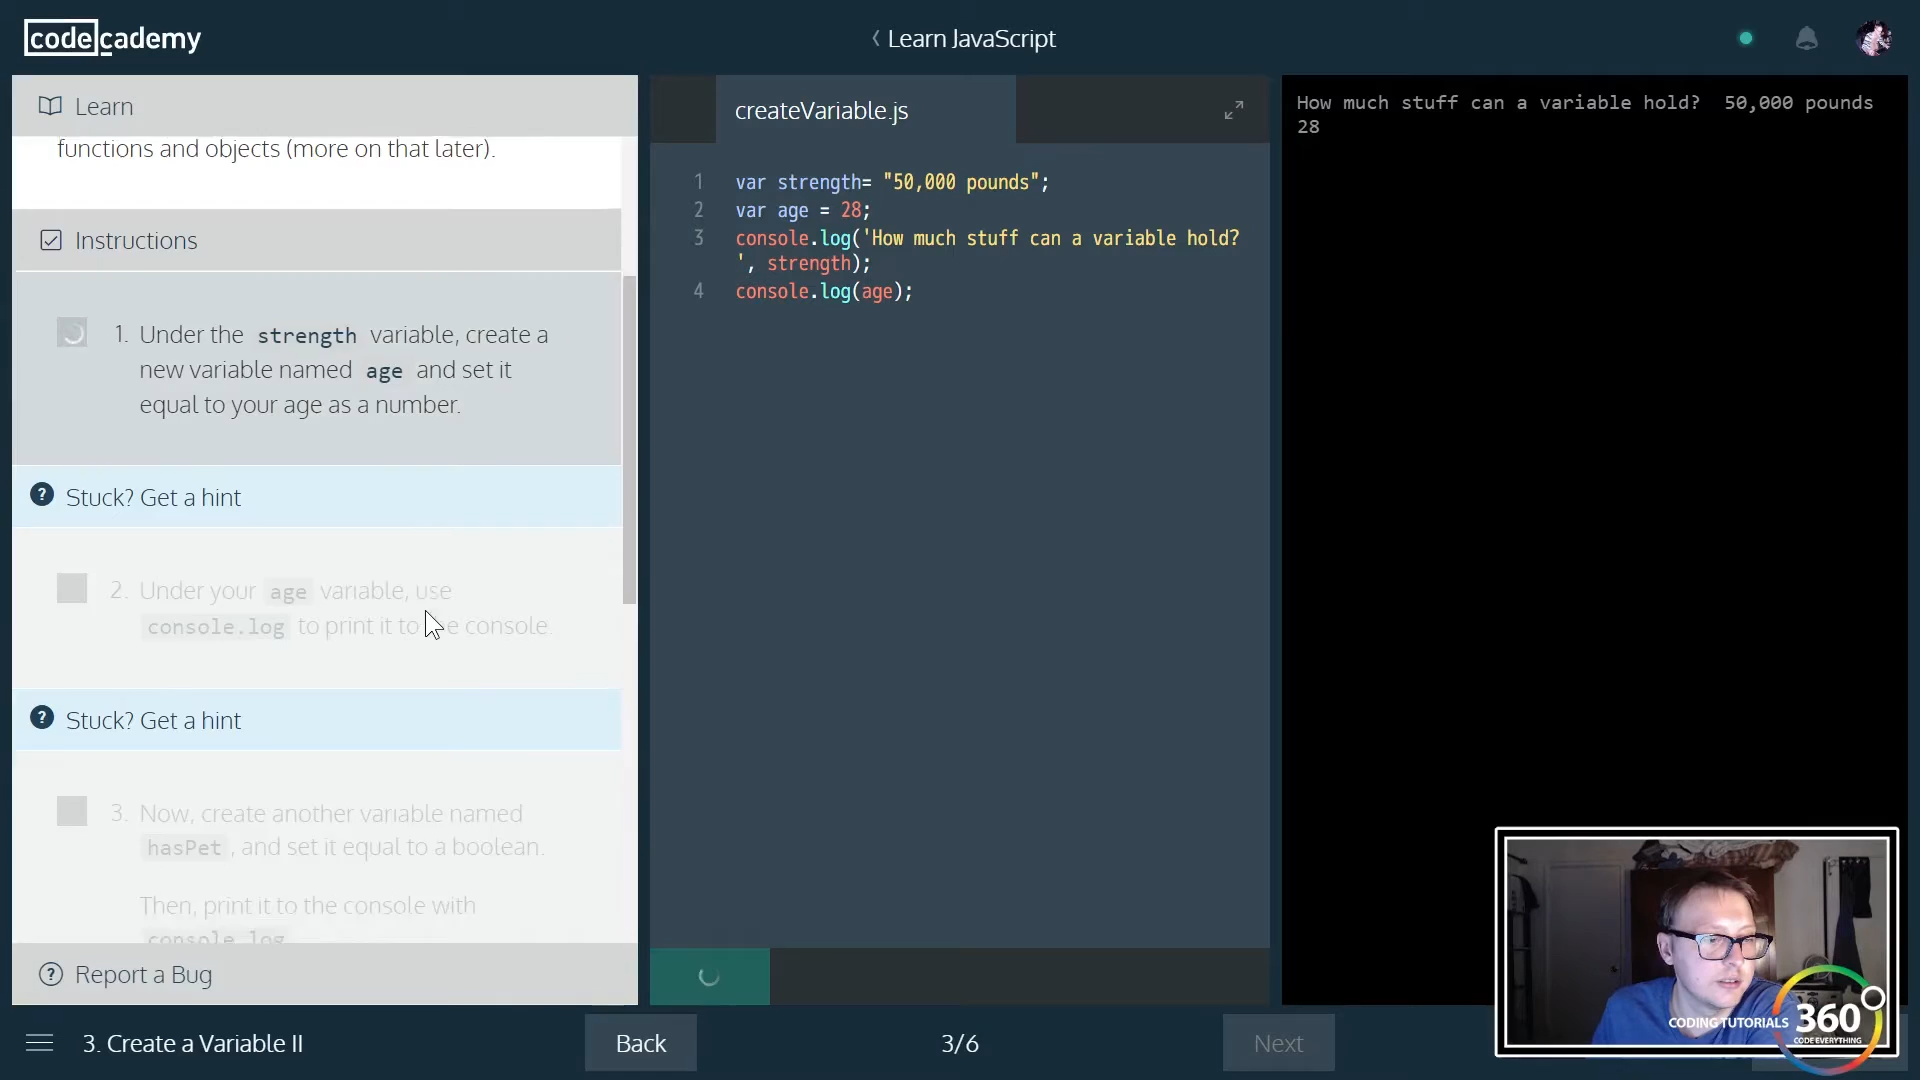 codecademy
Learn JavaScript
Learn
functions and objects (more on that later).
Instructions
1. Under the strength variable, create a
new variable named age and set it
equal to your age as a number.
Stuck? Get a hint
2. Under your age variable, use
console.log to print it to the console.
Stuck? Get a hint
3. Now, create another variable named
hasPet, and set it equal to a boolean.
Then, print it to the console with
console.log
Report a Bug
createVariable.js
1 var strength= "50,000 pounds";
2 var age = 28;
3 console.log('How much stuff can a variable hold?
', strength);
4 console.log(age);
How much stuff can a variable hold?  50,000 pounds
28
3. Create a Variable II
Back
3/6
Next
CODING TUTORIALS 360
CODE EVERYTHING